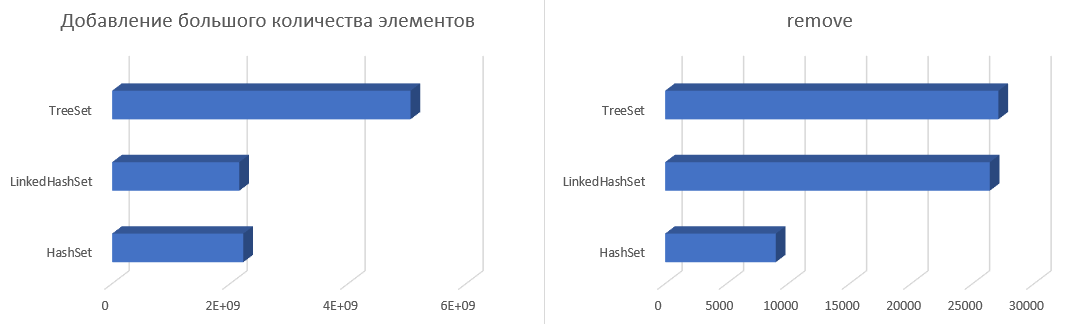 Добавление большого количества элементов
TreeSet
LinkedHashSet
HashSet
0 2E+09 4E+09 6E+09
remove
TreeSet
LinkedHashSet
HashSet
0 5000 10000 15000 20000 25000 30000